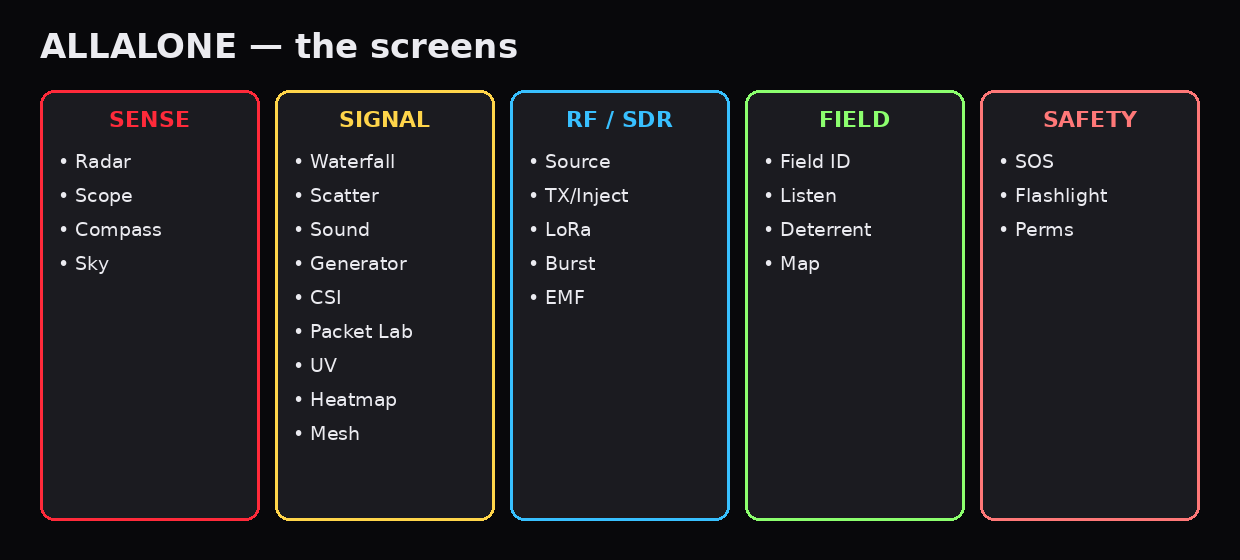 ALLALONE — the screens
SENSE
• Radar
• Scope
• Compass
• Sky
SIGNAL
• Waterfall
• Scatter
• Sound
• Generator
• CSI
• Packet Lab
• UV
• Heatmap
• Mesh
RF / SDR
• Source
• TX/Inject
• LoRa
• Burst
• EMF
FIELD
• Field ID
• Listen
• Deterrent
• Map
SAFETY
• SOS
• Flashlight
• Perms